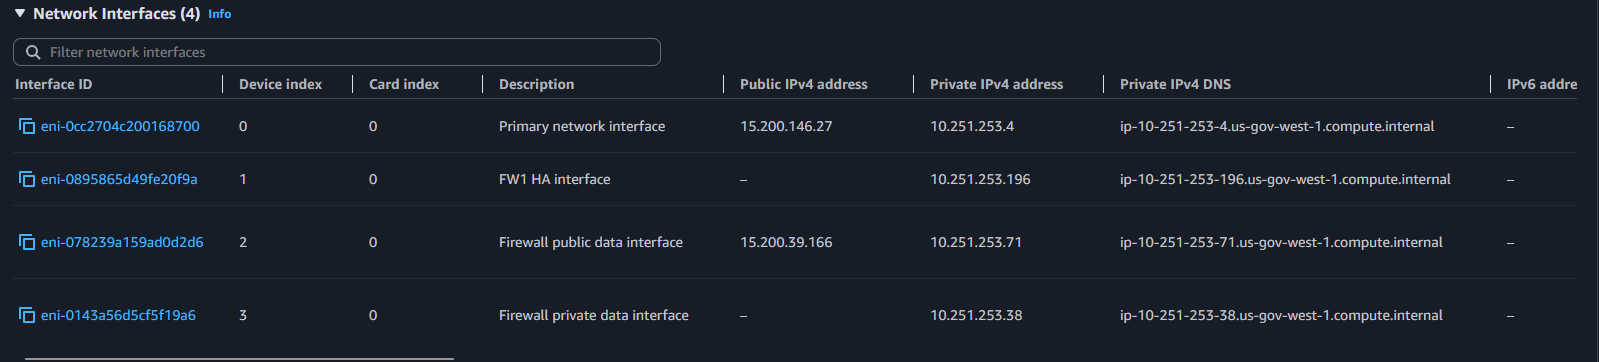 Network Interfaces (4) Info
Filter network interfaces
Interface ID Device index Card index Description Public IPv4 address Private IPv4 address Private IPv4 DNS IPv6 addre
eni-0cc2704c200168700 0 0 Primary network interface 15.200.146.27 10.251.253.4 ip-10-251-253-4.us-gov-west-1.compute.internal –
eni-0895865d49fe20f9a 1 0 FW1 HA interface – 10.251.253.196 ip-10-251-253-196.us-gov-west-1.compute.internal –
eni-078239a159ad0d2d6 2 0 Firewall public data interface 15.200.39.166 10.251.253.71 ip-10-251-253-71.us-gov-west-1.compute.internal –
eni-0143a56d5cf5f19a6 3 0 Firewall private data interface – 10.251.253.38 ip-10-251-253-38.us-gov-west-1.compute.internal –